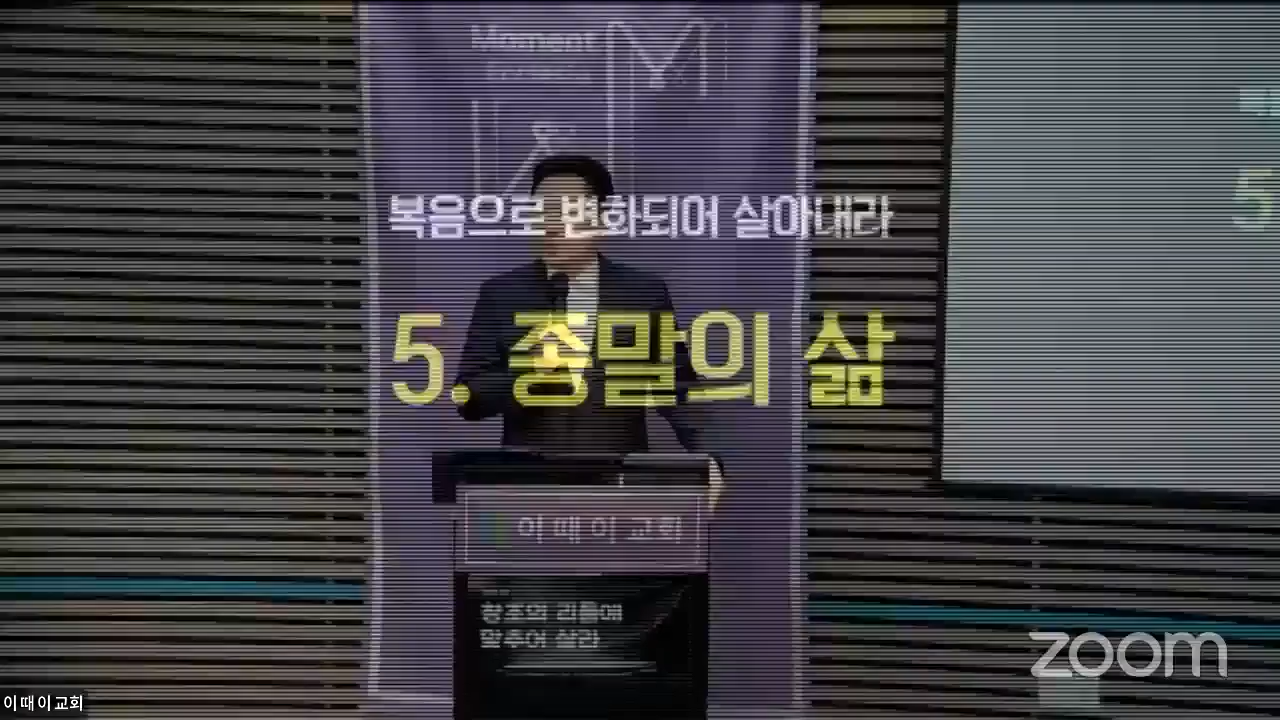 Moment
복음으로 변화되어 살아내라
5
5. 종말의 삶
이 때 이 교회
창조의 리듬에
맞추어 살라
zoom
이 때 이 교회